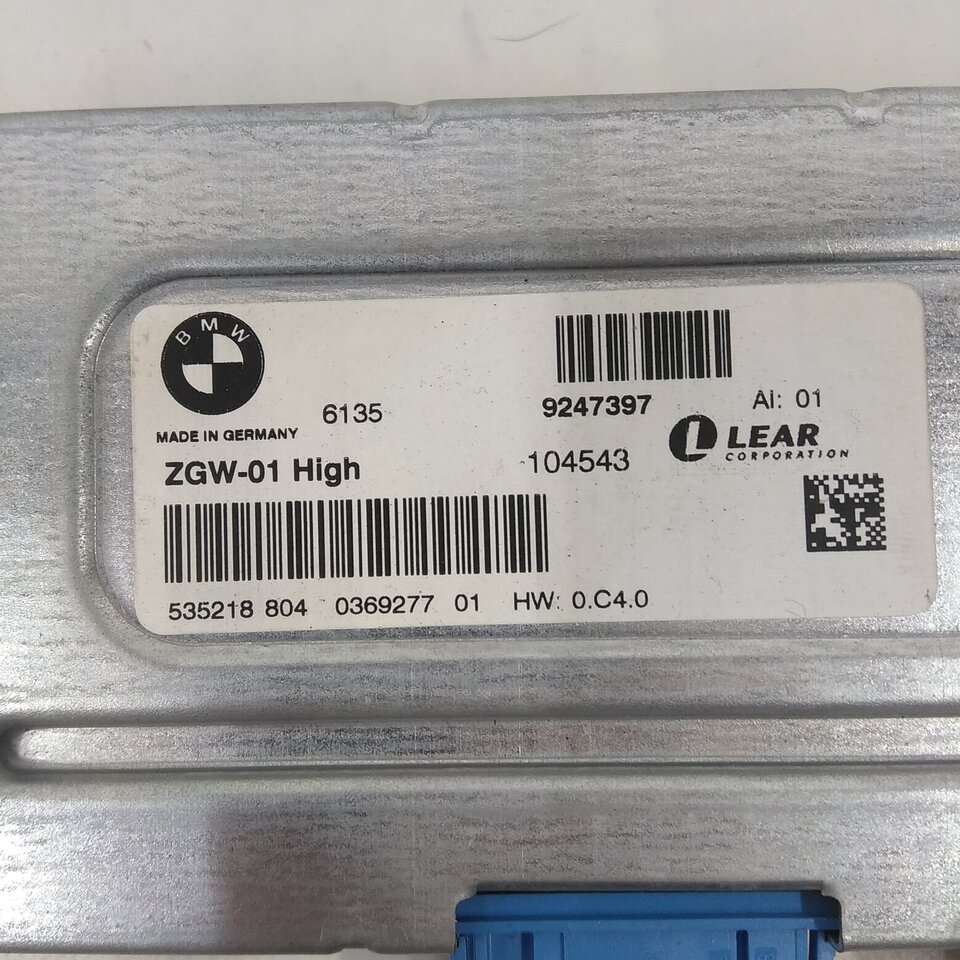 BMW
6135
9247397
AI: 01
MADE IN GERMANY
LEAR
CORPORATION
ZGW-01 High
104543
535218 804 0369277 01 HW: 0.C4.0